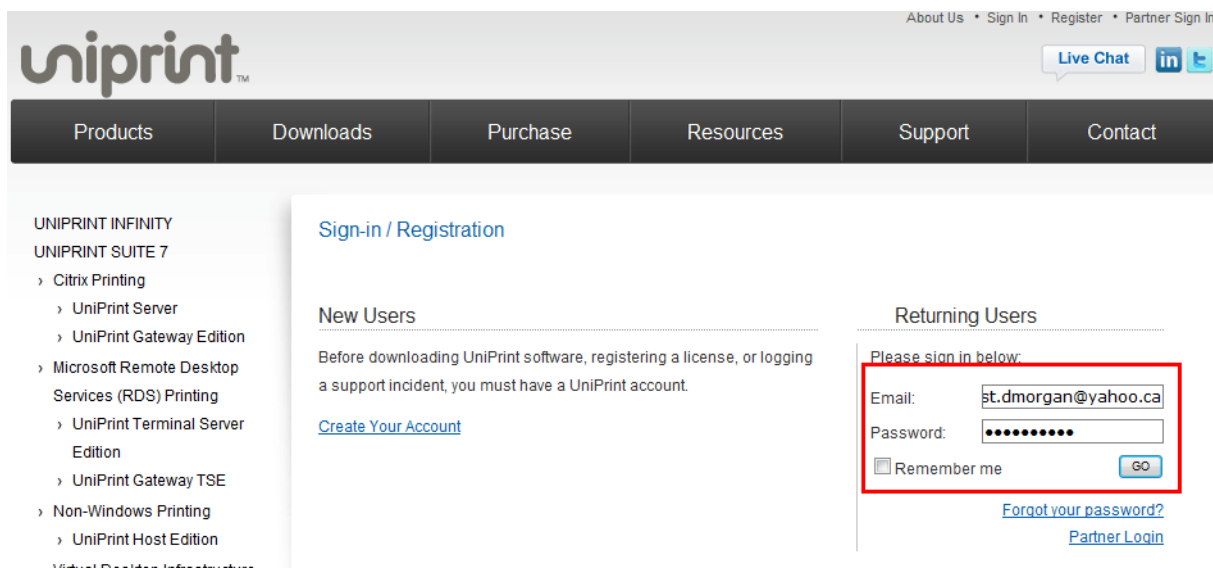 About Us • Sign In • Register • Partner Sign In
uniprint™
Live Chat
in
Products Downloads Purchase Resources Support Contact
UNIPRINT INFINITY
UNIPRINT SUITE 7
› Citrix Printing
› UniPrint Server
› UniPrint Gateway Edition
› Microsoft Remote Desktop
Services (RDS) Printing
› UniPrint Terminal Server
Edition
› UniPrint Gateway TSE
› Non-Windows Printing
› UniPrint Host Edition
Sign-in / Registration
New Users
Before downloading UniPrint software, registering a license, or logging
a support incident, you must have a UniPrint account.
Create Your Account
Returning Users
Please sign in below:
Email: st.dmorgan@yahoo.ca
Password: ••••••••••
Remember me GO
Forgot your password?
Partner Login